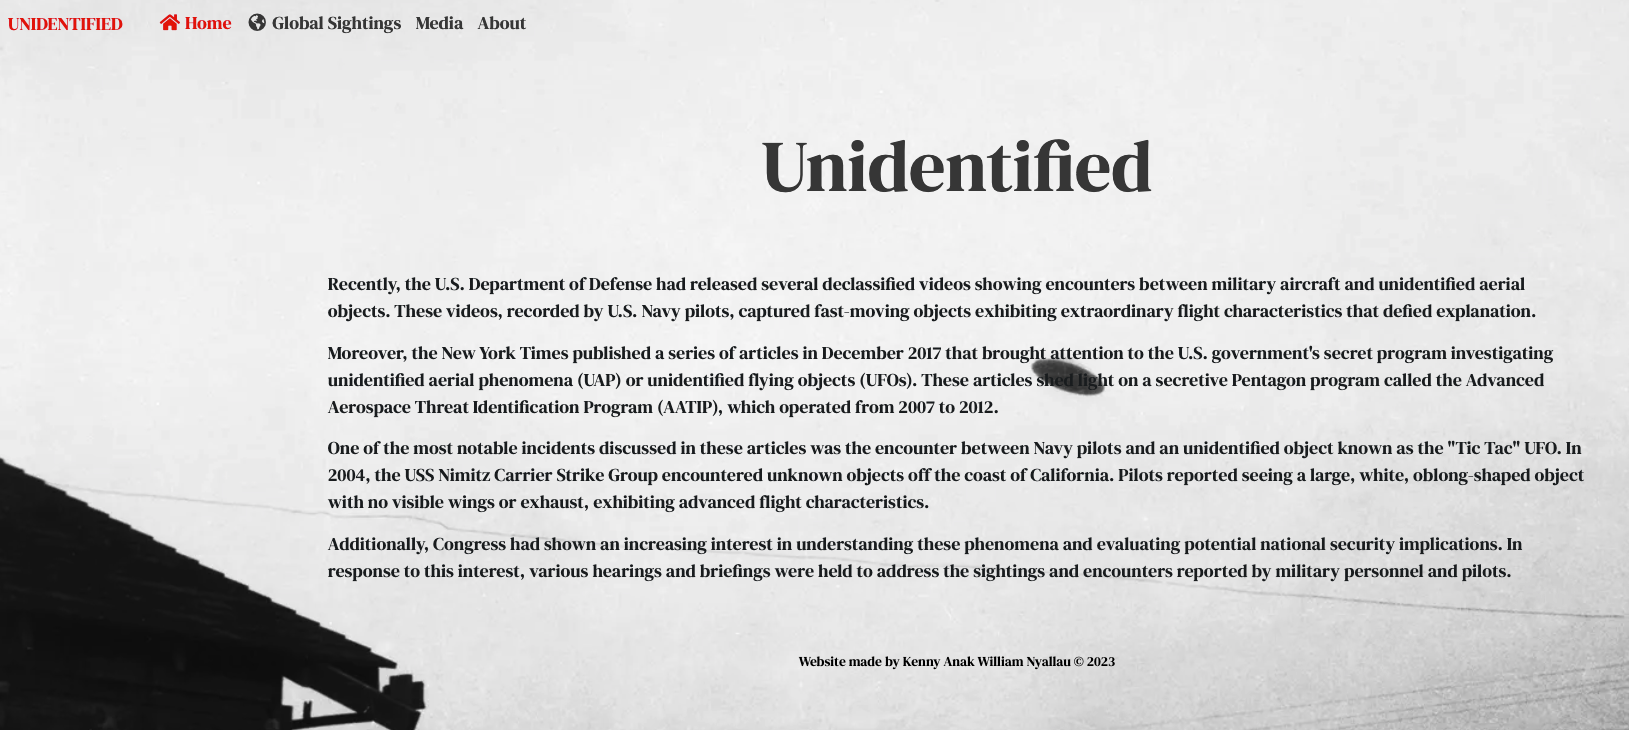 UNIDENTIFIED Home Global Sightings Media About
Unidentified
Recently, the U.S. Department of Defense had released several declassified videos showing encounters between military aircraft and unidentified aerial
objects. These videos, recorded by U.S. Navy pilots, captured fast-moving objects exhibiting extraordinary flight characteristics that defied explanation.
Moreover, the New York Times published a series of articles in December 2017 that brought attention to the U.S. government's secret program investigating
unidentified aerial phenomena (UAP) or unidentified flying objects (UFOs). These articles shed light on a secretive Pentagon program called the Advanced
Aerospace Threat Identification Program (AATIP), which operated from 2007 to 2012.
One of the most notable incidents discussed in these articles was the encounter between Navy pilots and an unidentified object known as the "Tic Tac" UFO. In
2004, the USS Nimitz Carrier Strike Group encountered unknown objects off the coast of California. Pilots reported seeing a large, white, oblong-shaped object
with no visible wings or exhaust, exhibiting advanced flight characteristics.
Additionally, Congress had shown an increasing interest in understanding these phenomena and evaluating potential national security implications. In
response to this interest, various hearings and briefings were held to address the sightings and encounters reported by military personnel and pilots.
Website made by Kenny Anak William Nyallau © 2023